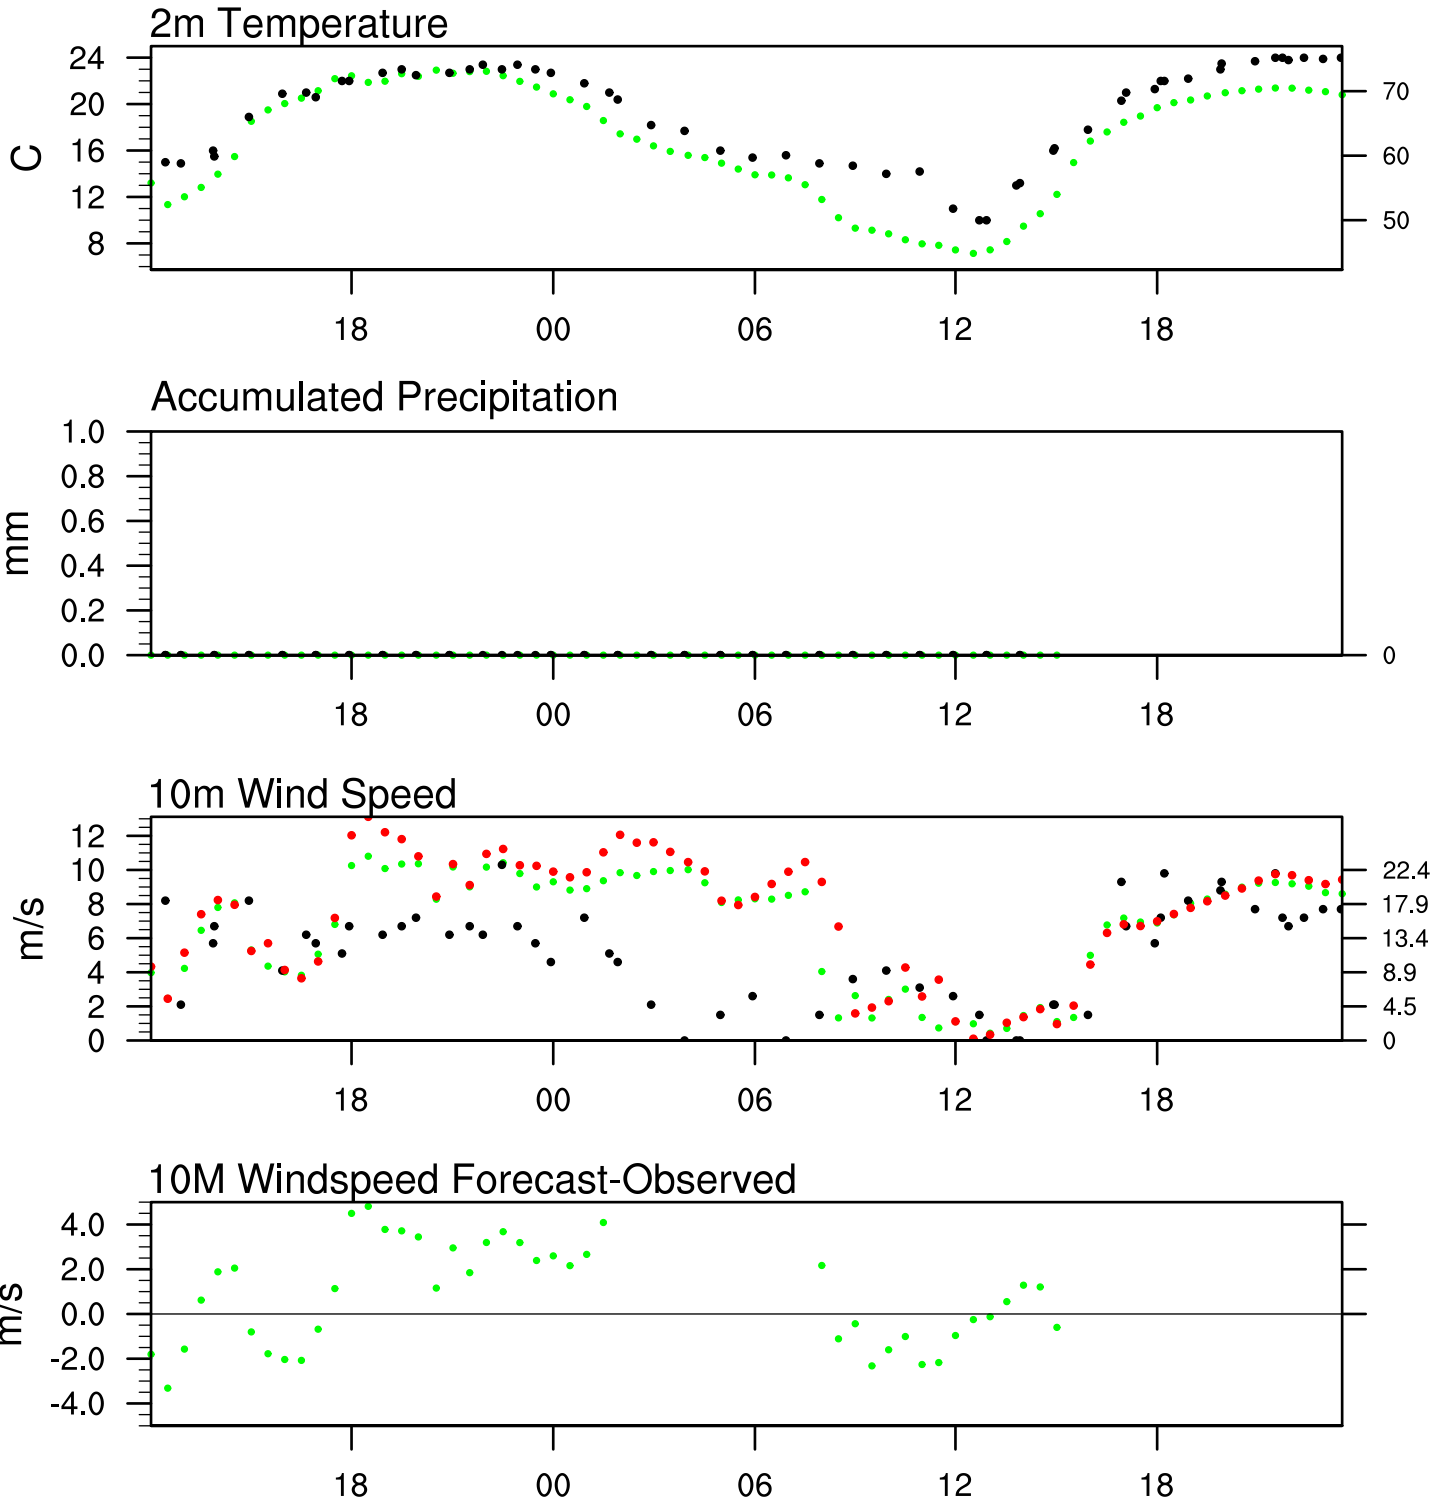 2m Temperature
24
20
16
12
8
C
70
60
50
18 00 06 12 18
Accumulated Precipitation
1.0
0.8
0.6
0.4
0.2
0.0
mm
0
18 00 06 12 18
10m Wind Speed
12
10
8
6
4
2
0
m/s
22.4
17.9
13.4
8.9
4.5
0
18 00 06 12 18
10M Windspeed Forecast-Observed
4.0
2.0
0.0
-2.0
-4.0
m/s
18 00 06 12 18